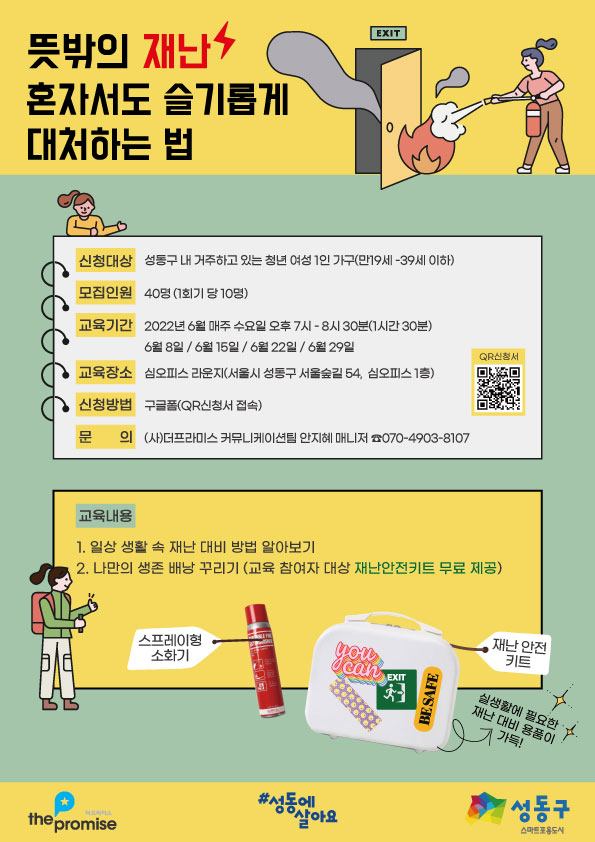 뜻밖의 재난
혼자서도 슬기롭게
대처하는 법
EXIT
신청대상 성동구 내 거주하고 있는 청년 여성 1인 가구(만19세 -39세 이하)
모집인원 40명 (1회기 당 10명)
교육기간 2022년 6월 매주 수요일 오후 7시 - 8시 30분(1시간 30분)
6월 8일 / 6월 15일 / 6월 22일 / 6월 29일
교육장소 심오피스 라운지(서울시 성동구 서울숲길 54, 심오피스 1층)
신청방법 구글폼(QR신청서 접속)
문 의 (사)더프라미스 커뮤니케이션팀 안지혜 매니저 ☎070-4903-8107
QR신청서
교육내용
1. 일상 생활 속 재난 대비 방법 알아보기
2. 나만의 생존 배낭 꾸리기 (교육 참여자 대상 재난안전키트 무료 제공)
스프레이형
소화기
you
can
EXIT
BE SAFE
재난 안전
키트
실생활에 필요한
재난 대비 용품이
가득!
더프라미스
the promise
#성동에
살아요
성동구
스마트포용도시